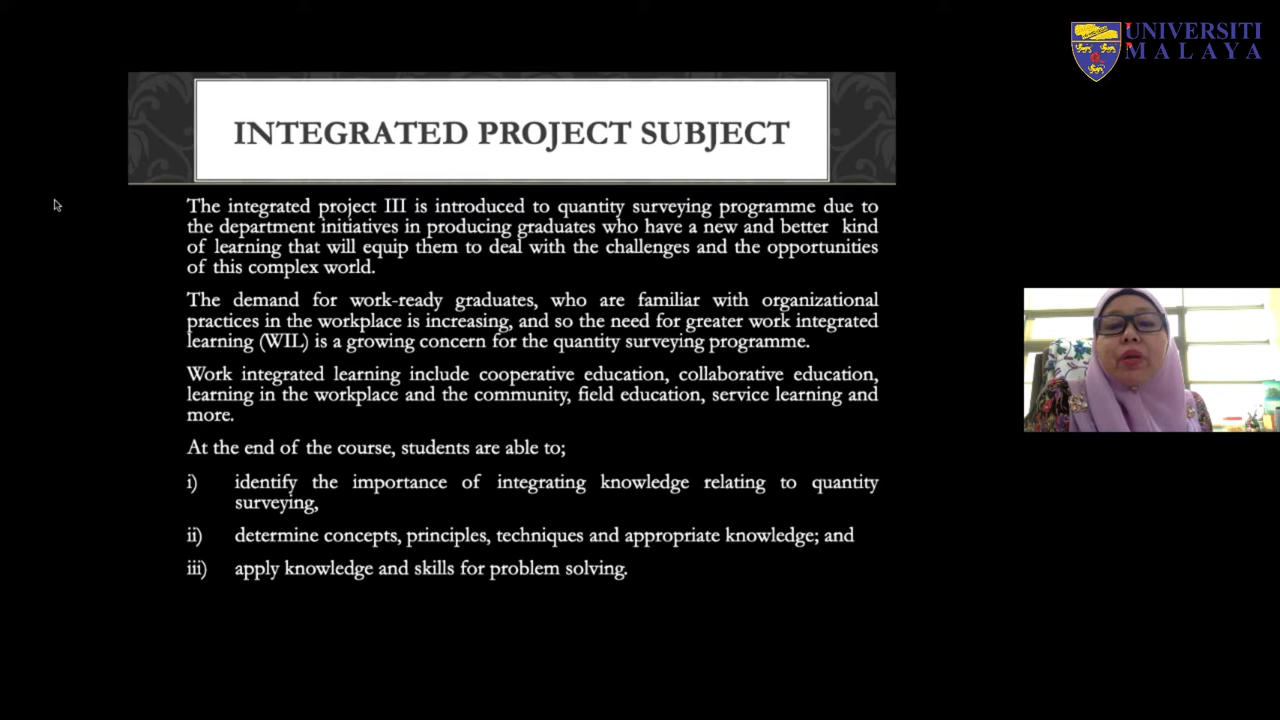 UNIVERSITI
MALAYA
INTEGRATED PROJECT SUBJECT
The integrated project III is introduced to quantity surveying programme due to
the department initiatives in producing graduates who have a new and better kind
of learning that will equip them to deal with the challenges and the opportunities
of this complex world.
The demand for work-ready graduates, who are familiar with organizational
practices in the workplace is increasing, and so the need for greater work integrated
learning (WIL) is a growing concern for the quantity surveying programme.
Work integrated learning include cooperative education, collaborative education,
learning in the workplace and the community, field education, service learning and
more.
At the end of the course, students are able to;
i) identify the importance of integrating knowledge relating to quantity
surveying,
ii) determine concepts, principles, techniques and appropriate knowledge; and
iii) apply knowledge and skills for problem solving.